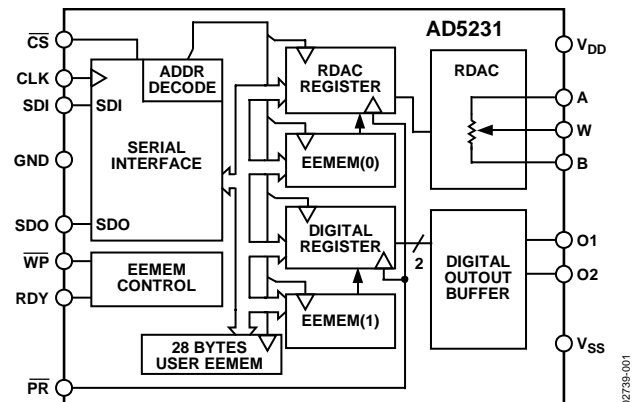 AD5231
CS
CLK
SDI
GND
SDO
WP
RDY
PR
SDI
ADDR
DECODE
SERIAL
INTERFACE
SDO
EEMEM
CONTROL
28 BYTES
USER EEMEM
RDAC
REGISTER
EEMEM(0)
DIGITAL
REGISTER
EEMEM(1)
2
RDAC
DIGITAL
OUTOUT
BUFFER
VDD
A
W
B
O1
O2
VSS
02739-001